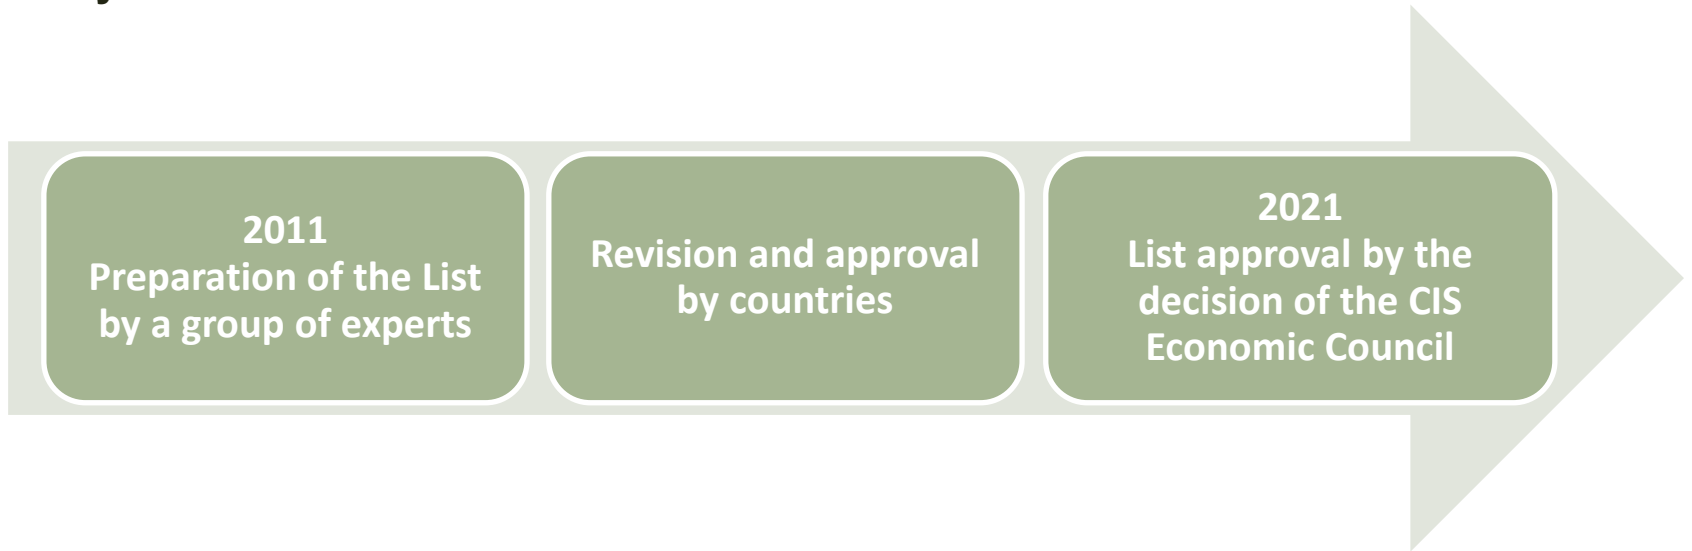 2011
Preparation of the List
by a group of experts
Revision and approval
by countries
2021
List approval by the
decision of the CIS
Economic Council